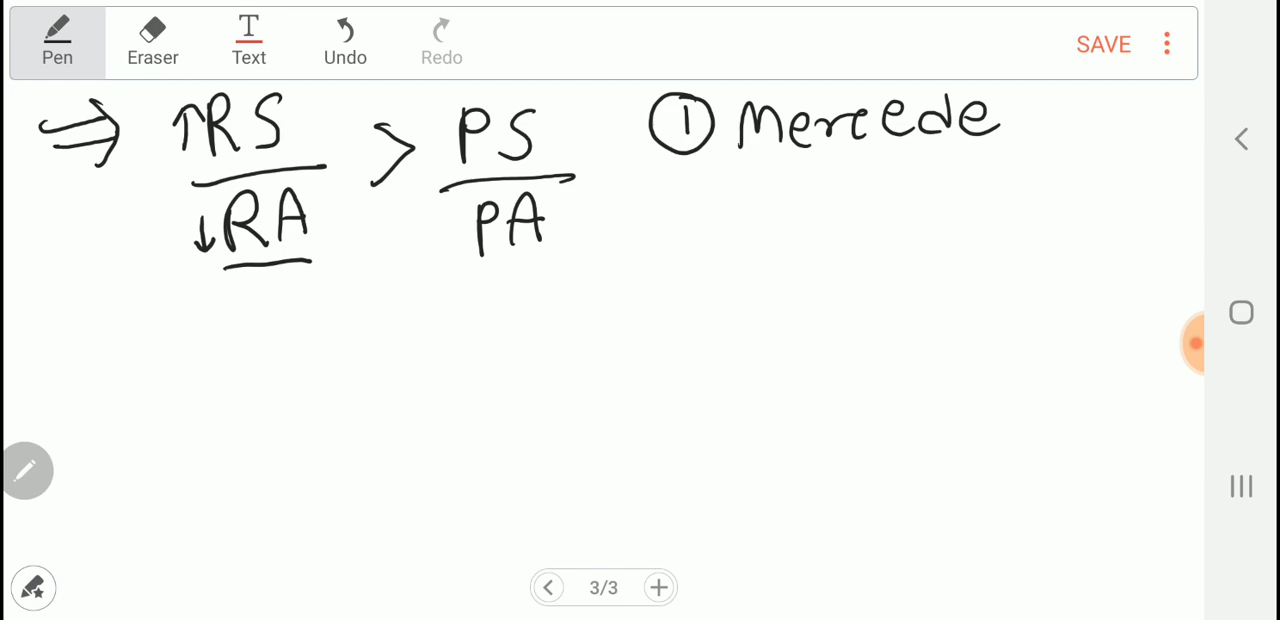 Pen Eraser Text Undo Redo SAVE
⇒ ↑RS > PS ① Mercede
↓RA PA
3/3